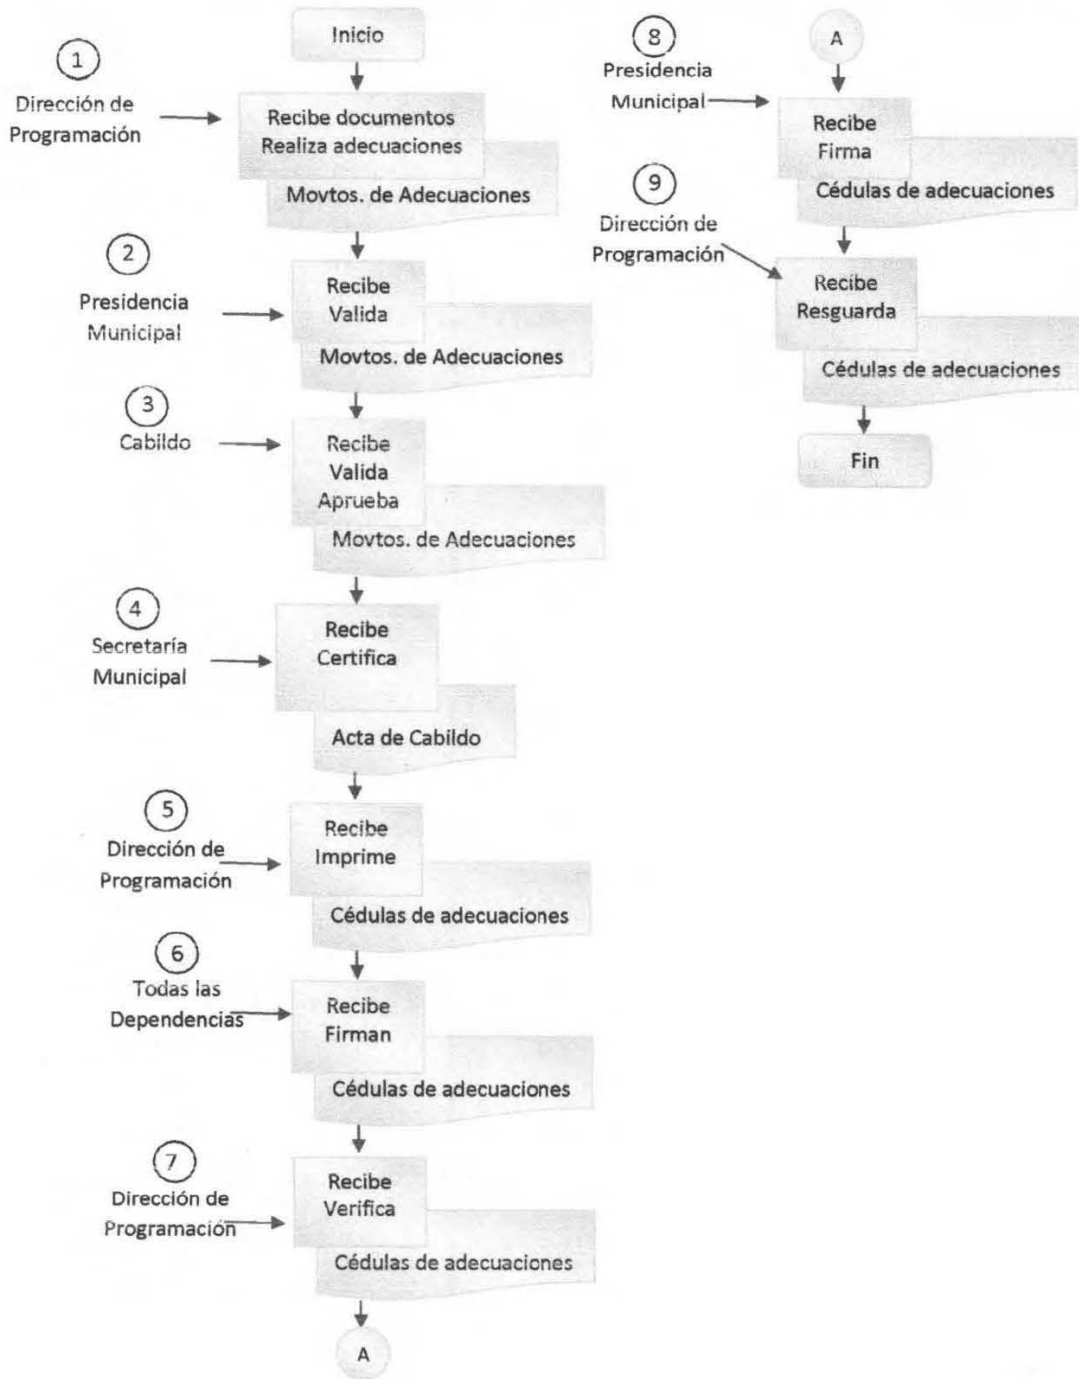 Inicio
1
Dirección de
Programación
Recibe documentos
Realiza adecuaciones
Movtos. de Adecuaciones
2
Presidencia
Municipal
Recibe
Valida
Movtos. de Adecuaciones
3
Cabildo
Recibe
Valida
Aprueba
Movtos. de Adecuaciones
4
Secretaría
Municipal
Recibe
Certifica
Acta de Cabildo
5
Dirección de
Programación
Recibe
Imprime
Cédulas de adecuaciones
6
Todas las
Dependencias
Recibe
Firman
Cédulas de adecuaciones
7
Dirección de
Programación
Recibe
Verifica
Cédulas de adecuaciones
A
A
8
Presidencia
Municipal
Recibe
Firma
Cédulas de adecuaciones
9
Dirección de
Programación
Recibe
Resguarda
Cédulas de adecuaciones
Fin